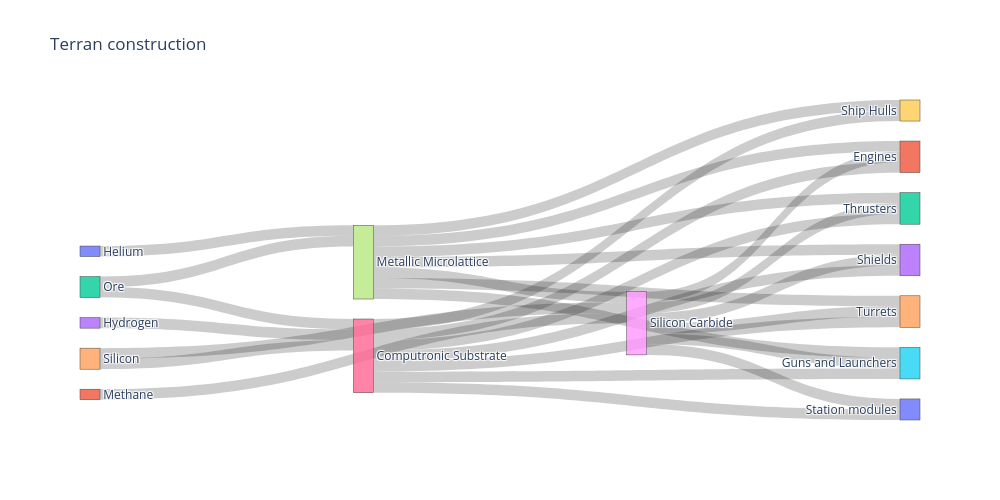 Terran construction
Helium
Ore
Hydrogen
Silicon
Methane
Metallic Microlattice
Computronic Substrate
Silicon Carbide
Ship Hulls
Engines
Thrusters
Shields
Turrets
Guns and Launchers
Station modules